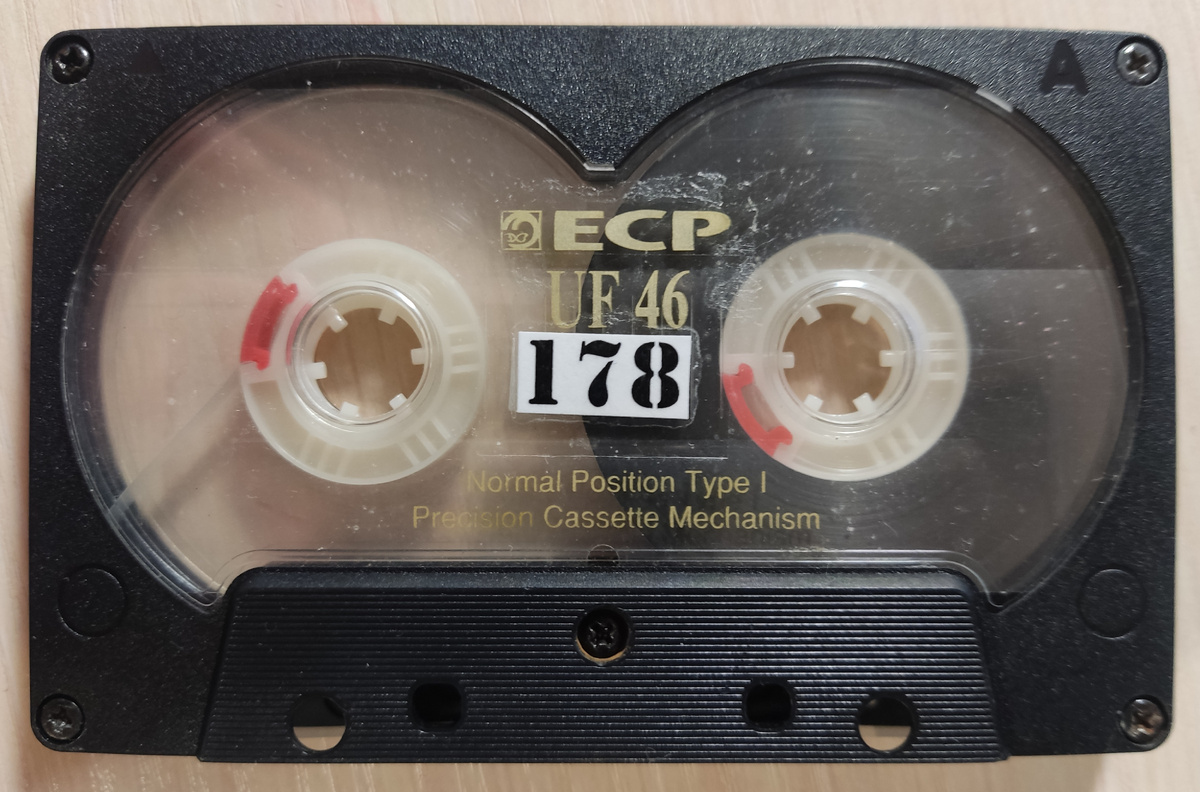 A
ECP
UF 46
178
Normal Position Type I
Precision Cassette Mechanism